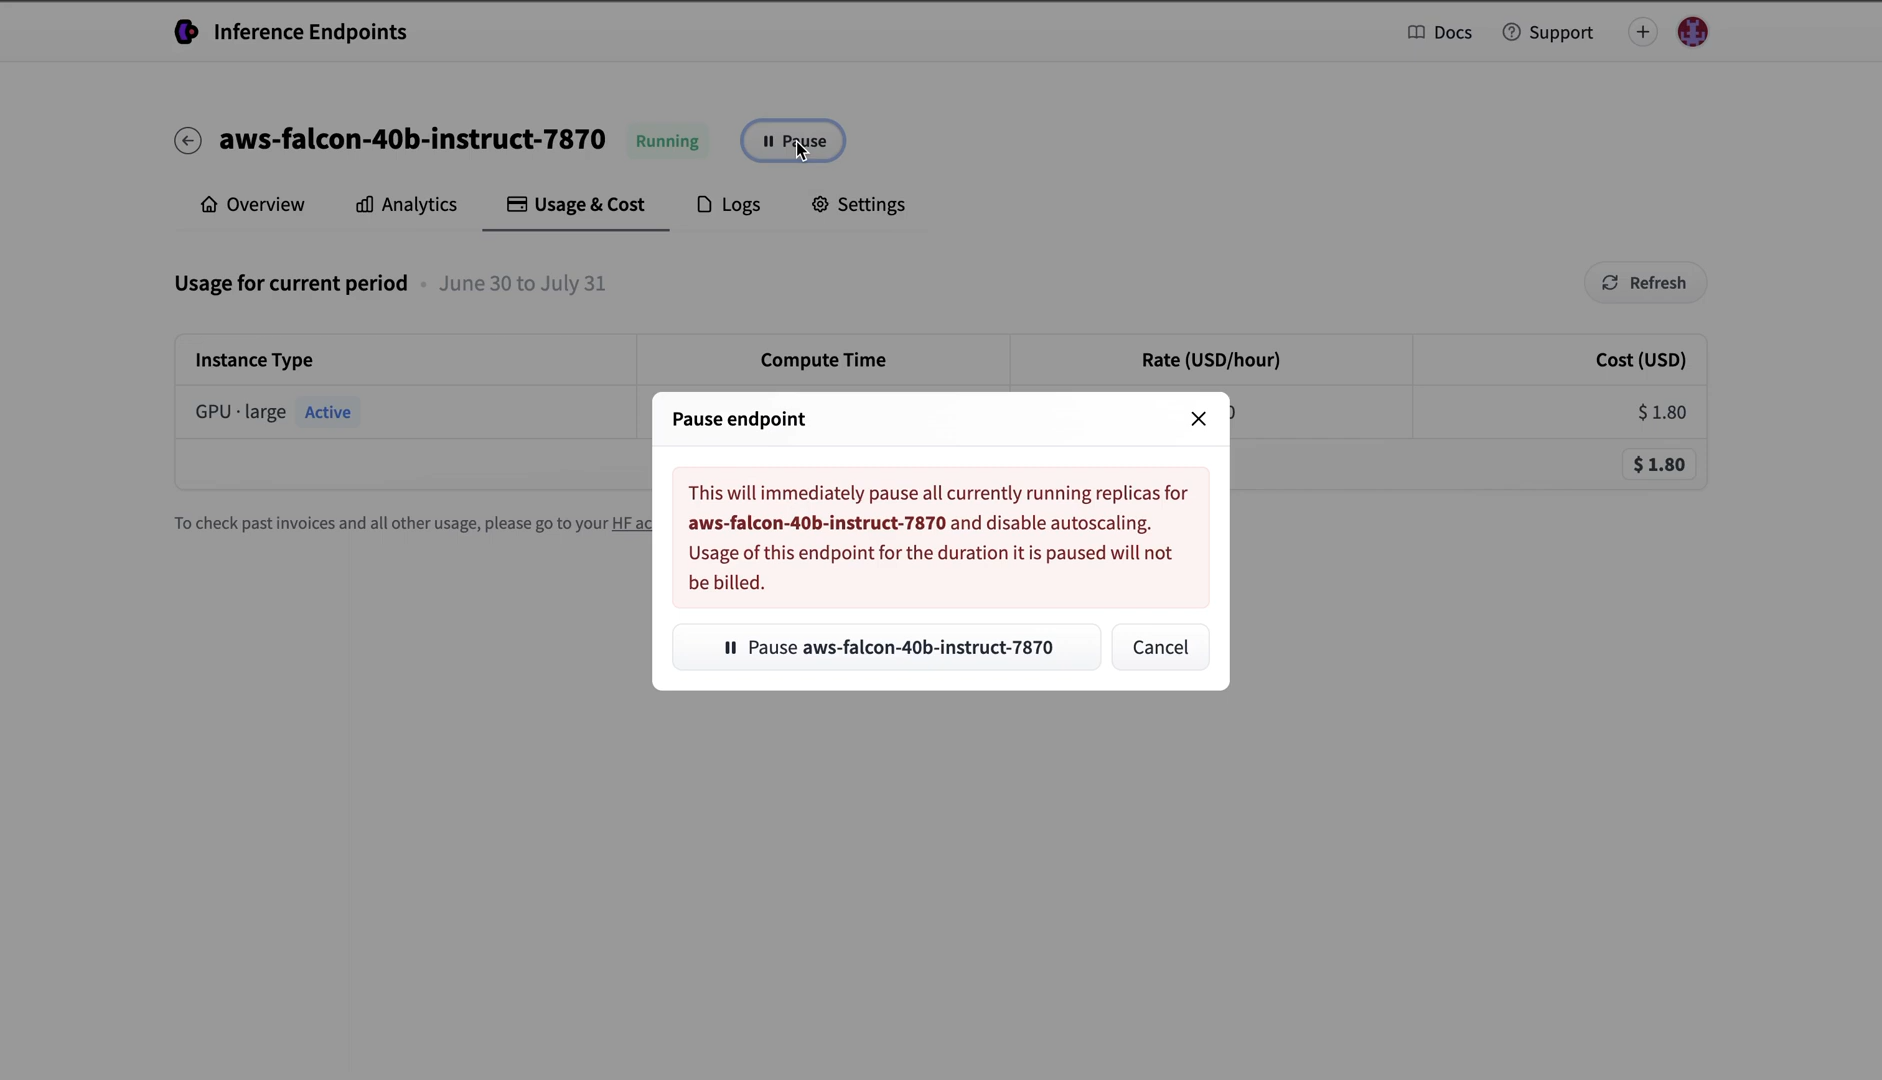 Inference Endpoints
Docs
Support
aws-falcon-40b-instruct-7870
Running
Pause
Overview
Analytics
Usage & Cost
Logs
Settings
Usage for current period • June 30 to July 31
Refresh
Instance Type
Compute Time
Rate (USD/hour)
Cost (USD)
GPU · large
Active
$ 1.80
$ 1.80
To check past invoices and all other usage, please go to your HF
Pause endpoint
This will immediately pause all currently running replicas for
aws-falcon-40b-instruct-7870 and disable autoscaling.
Usage of this endpoint for the duration it is paused will not
be billed.
Pause aws-falcon-40b-instruct-7870
Cancel